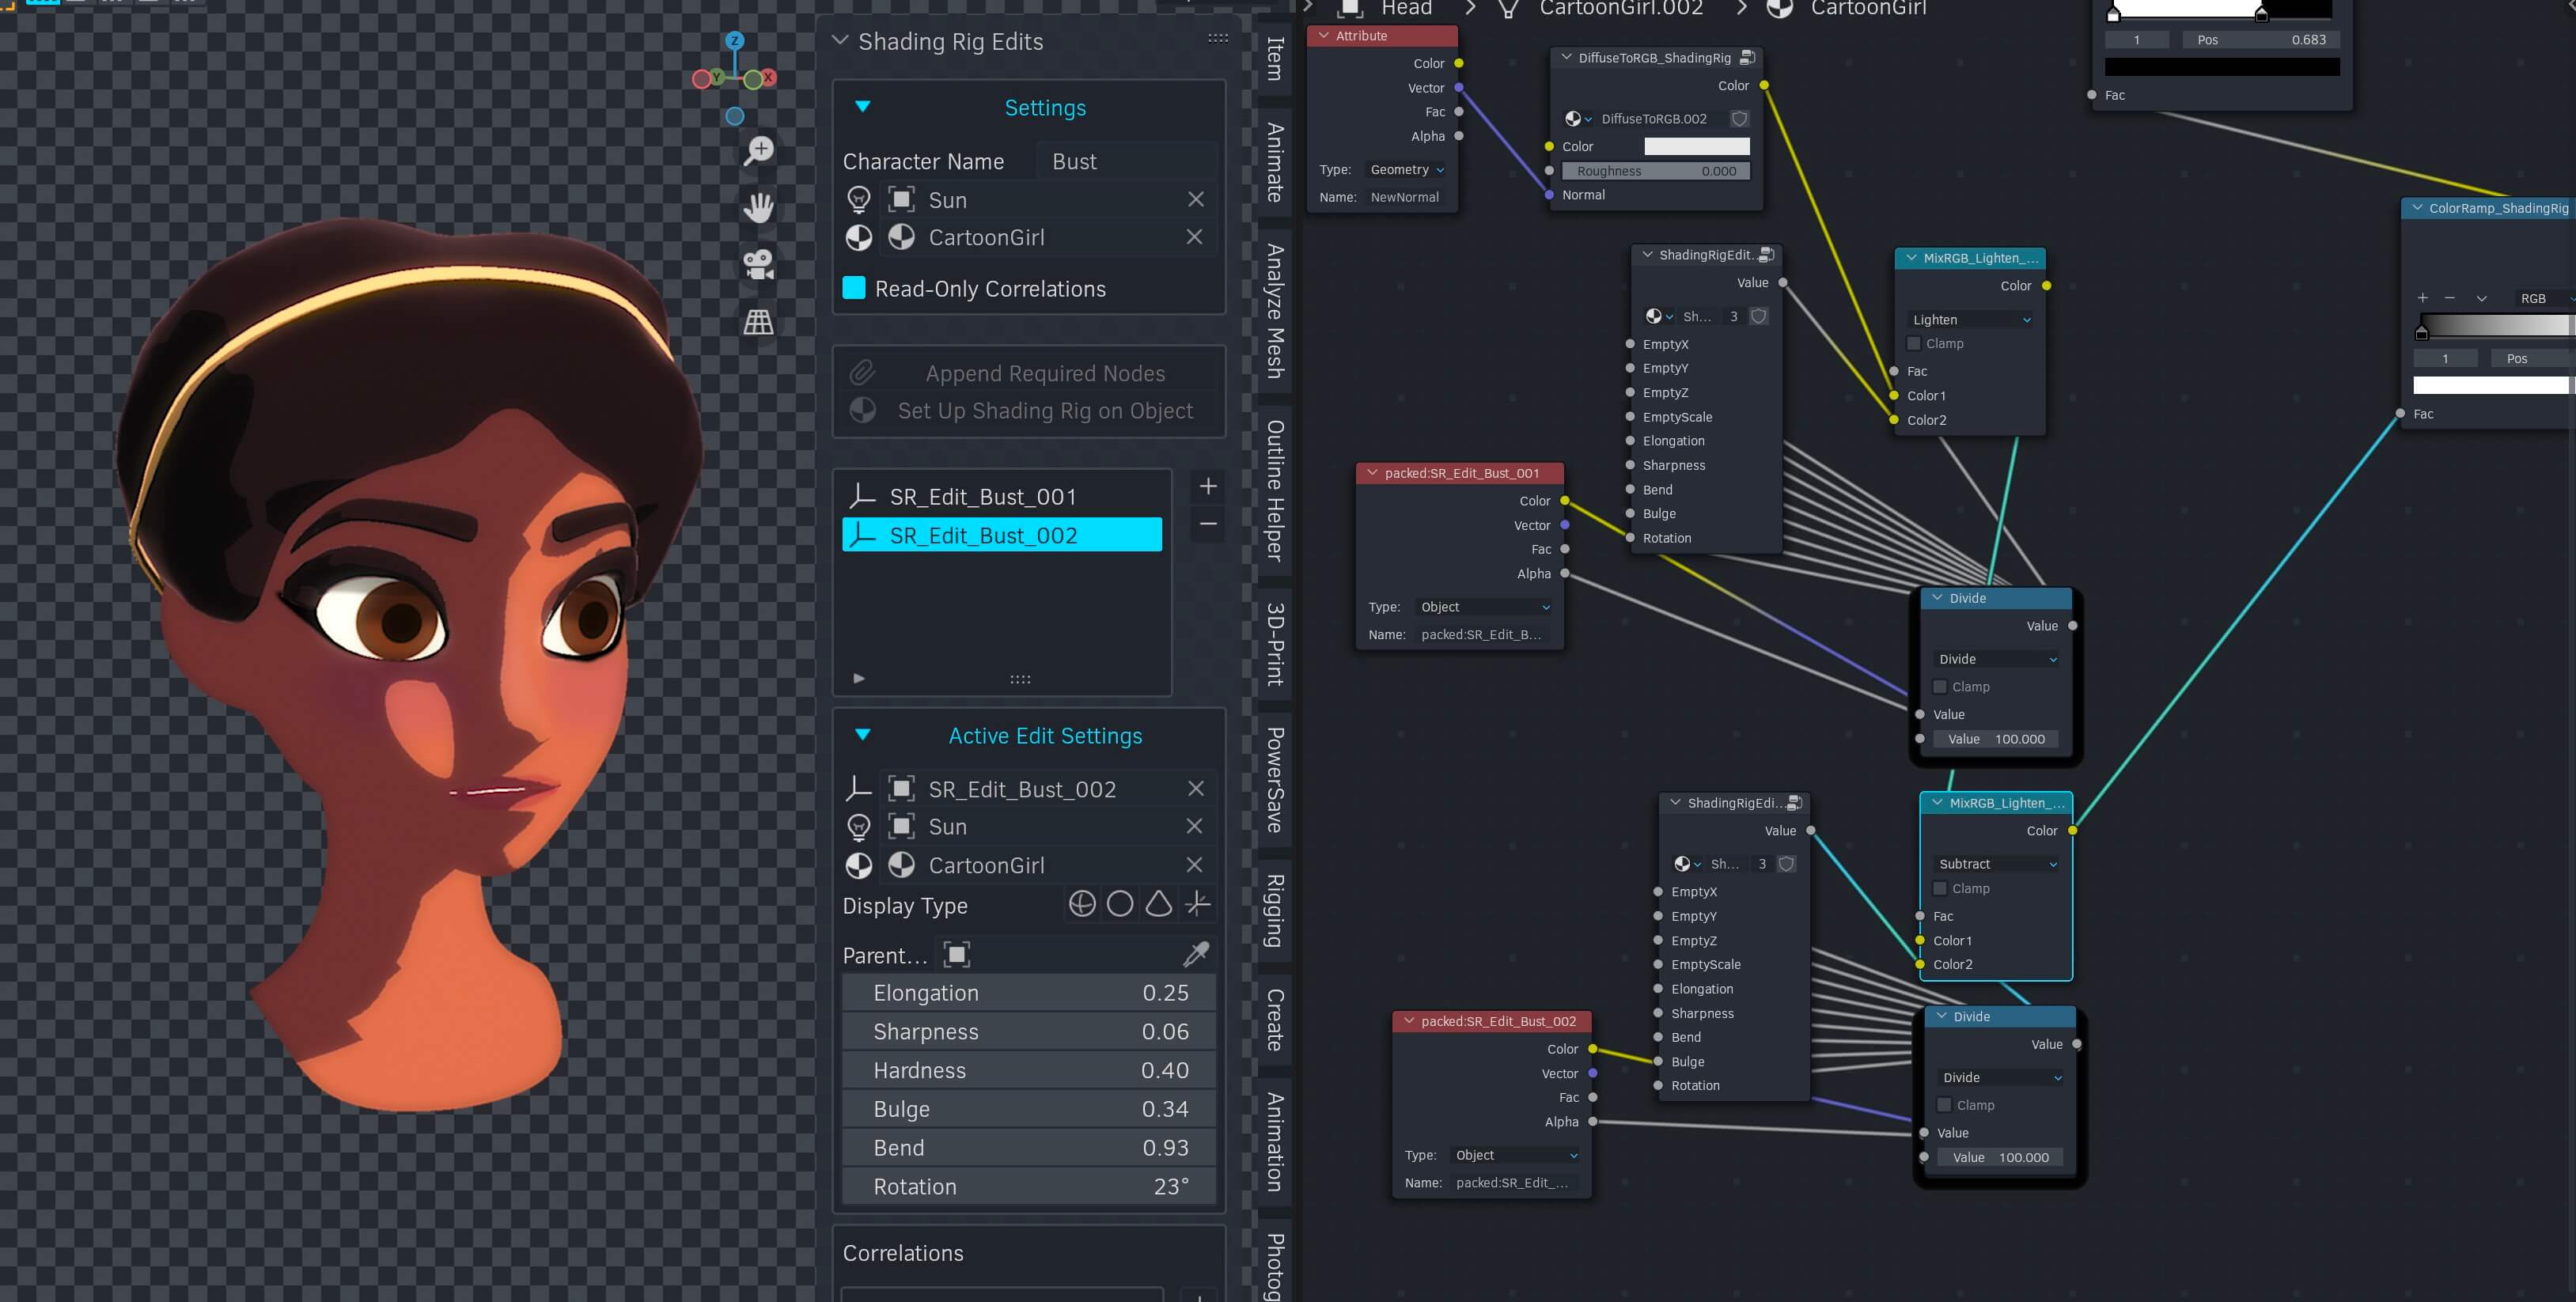 Shading Rig Edits
Settings
Character Name Bust
Sun
CartoonGirl
Read-Only Correlations
Append Required Nodes
Set Up Shading Rig on Object
SR_Edit_Bust_001
SR_Edit_Bust_002
Active Edit Settings
SR_Edit_Bust_002
Sun
CartoonGirl
Display Type
Parent...
Elongation 0.25
Sharpness 0.06
Hardness 0.40
Bulge 0.34
Bend 0.93
Rotation 23°
Correlations
Z
Y
X
Item
Animate
Analyze Mesh
Outline Helper
3D-Print
PowerSave
Rigging
Create
Animation
Photog
Head > CartoonGirl.002 > CartoonGirl
Attribute
Color
Vector
Fac
Alpha
Type: Geometry
Name: NewNormal
DiffuseToRGB_ShadingRig
Color
DiffuseToRGB.002
Color
Roughness 0.000
Normal
1 Pos 0.683
Fac
ShadingRigEdit...
Value
Sh... 3
EmptyX
EmptyY
EmptyZ
EmptyScale
Elongation
Sharpness
Bend
Bulge
Rotation
MixRGB_Lighten_...
Color
Lighten
Clamp
Fac
Color1
Color2
ColorRamp_ShadingRig
RGB
1 Pos
Fac
packed:SR_Edit_Bust_001
Color
Vector
Fac
Alpha
Type: Object
Name: packed:SR_Edit_B...
Divide
Value
Divide
Clamp
Value
Value 100.000
ShadingRigEdi...
Value
Sh... 3
EmptyX
EmptyY
EmptyZ
EmptyScale
Elongation
Sharpness
Bend
Bulge
Rotation
MixRGB_Lighten_...
Color
Subtract
Clamp
Fac
Color1
Color2
packed:SR_Edit_Bust_002
Color
Vector
Fac
Alpha
Type: Object
Name: packed:SR_Edit_...
Divide
Value
Divide
Clamp
Value
Value 100.000